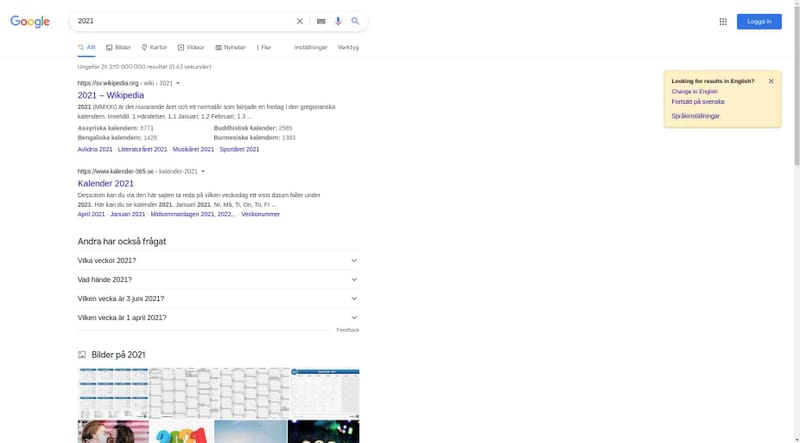 Google
2021
Logga in
Allt Bilder Kartor Videor Nyheter Fler Inställningar Verktyg
Ungefär 25 270 000 000 resultat (0,63 sekunder)
Looking for results in English?
Change to English
Fortsätt på svenska
Språkinställningar
https://sv.wikipedia.org › wiki › 2021
2021 – Wikipedia
2021 (MMXXI) är det nuvarande året och ett normalår som började en fredag i den gregorianska
kalendern. Innehåll. 1 Händelser. 1.1 Januari; 1.2 Februari; 1.3 ...
Assyriska kalendern: 6771 Buddhistisk kalender: 2565
Bengaliska kalendern: 1428 Burmesiska kalendern: 1383
Avlidna 2021 · Litteraturåret 2021 · Musikåret 2021 · Sportåret 2021
https://www.kalender-365.se › kalender-2021
Kalender 2021
Dessutom kan du via den här sajten ta reda på vilken veckodag ett visst datum faller under
2021. Här kan du se kalender 2021. Januari 2021. Nr, Må, Ti, On, To, Fr ...
April 2021 · Januari 2021 · Midsommardagen 2021, 2022... · Veckonummer
Andra har också frågat
Vilka veckor 2021?
Vad hände 2021?
Vilken vecka är 3 juni 2021?
Vilken vecka är 1 april 2021?
Feedback
Bilder på 2021
2021